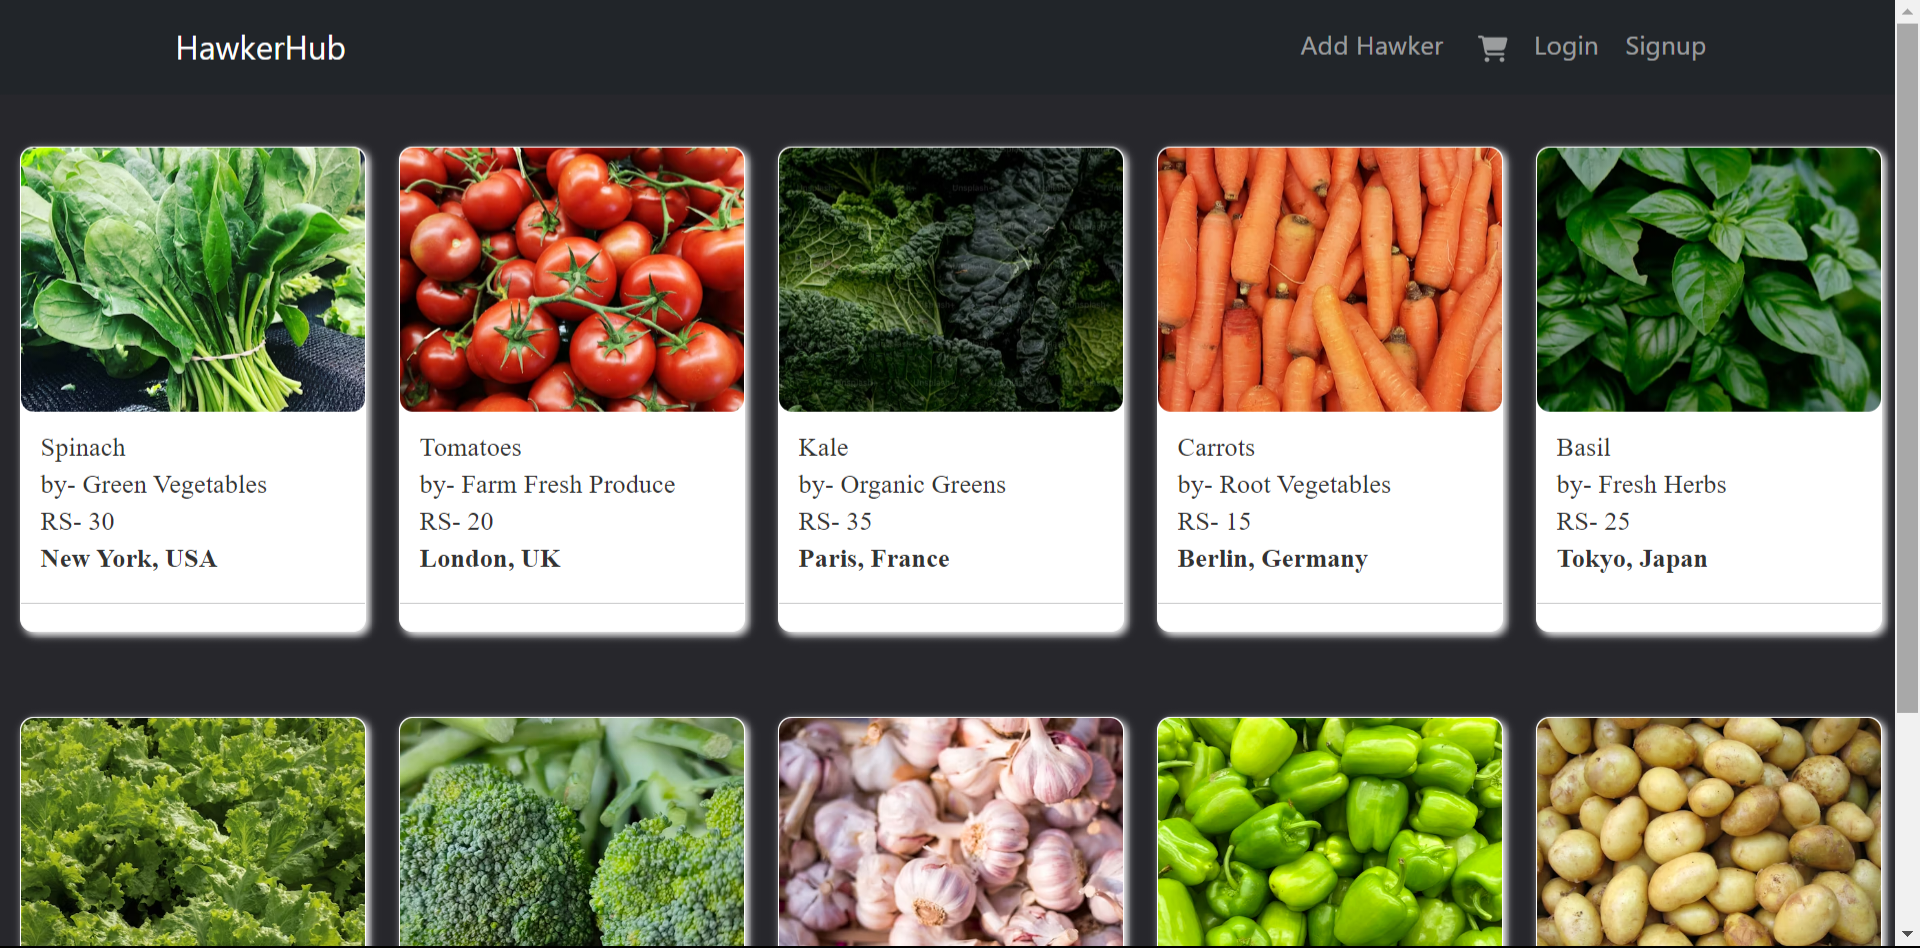 HawkerHub
Add Hawker
Login
Signup
Spinach
by- Green Vegetables
RS- 30
New York, USA
Tomatoes
by- Farm Fresh Produce
RS- 20
London, UK
Kale
by- Organic Greens
RS- 35
Paris, France
Carrots
by- Root Vegetables
RS- 15
Berlin, Germany
Basil
by- Fresh Herbs
RS- 25
Tokyo, Japan